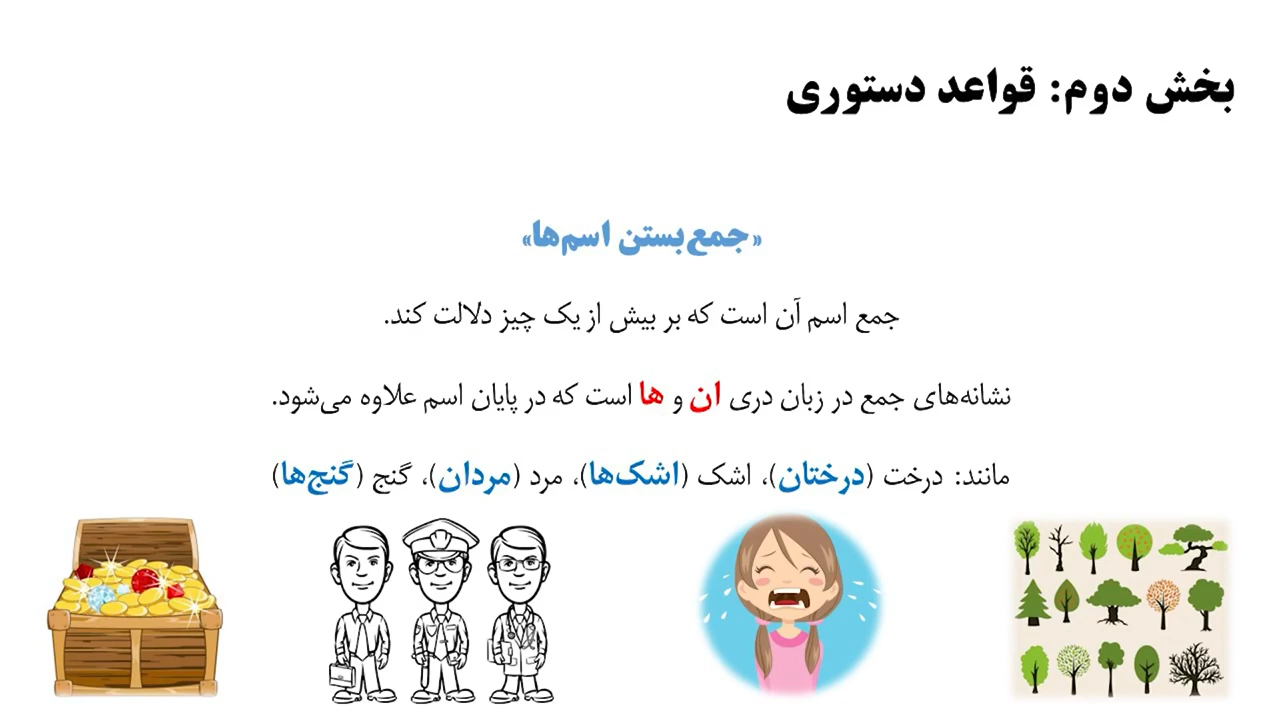 بخش دوم: قواعد دستوری
«جمع‌بستن اسم‌ها»
جمع اسم آن است که بر بیش از یک چیز دلالت کند.
نشانه‌های جمع در زبان دری ان و ها است که در پایان اسم علاوه می‌شود.
مانند: درخت (درختان)، اشک (اشک‌ها)، مرد (مردان)، گنج (گنج‌ها)